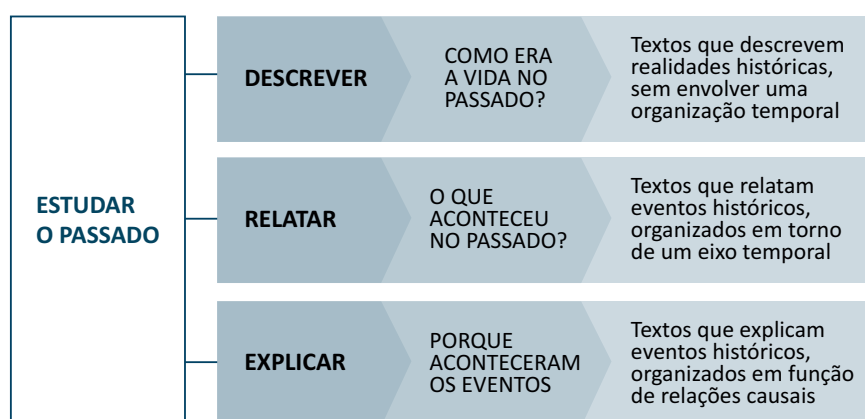 ESTUDAR
O PASSADO
DESCREVER
COMO ERA
A VIDA NO
PASSADO?
Textos que descrevem
realidades históricas,
sem envolver uma
organização temporal
RELATAR
O QUE
ACONTECEU
NO PASSADO?
Textos que relatam
eventos históricos,
organizados em torno
de um eixo temporal
EXPLICAR
PORQUE
ACONTECERAM
OS EVENTOS
Textos que explicam
eventos históricos,
organizados em função
de relações causais